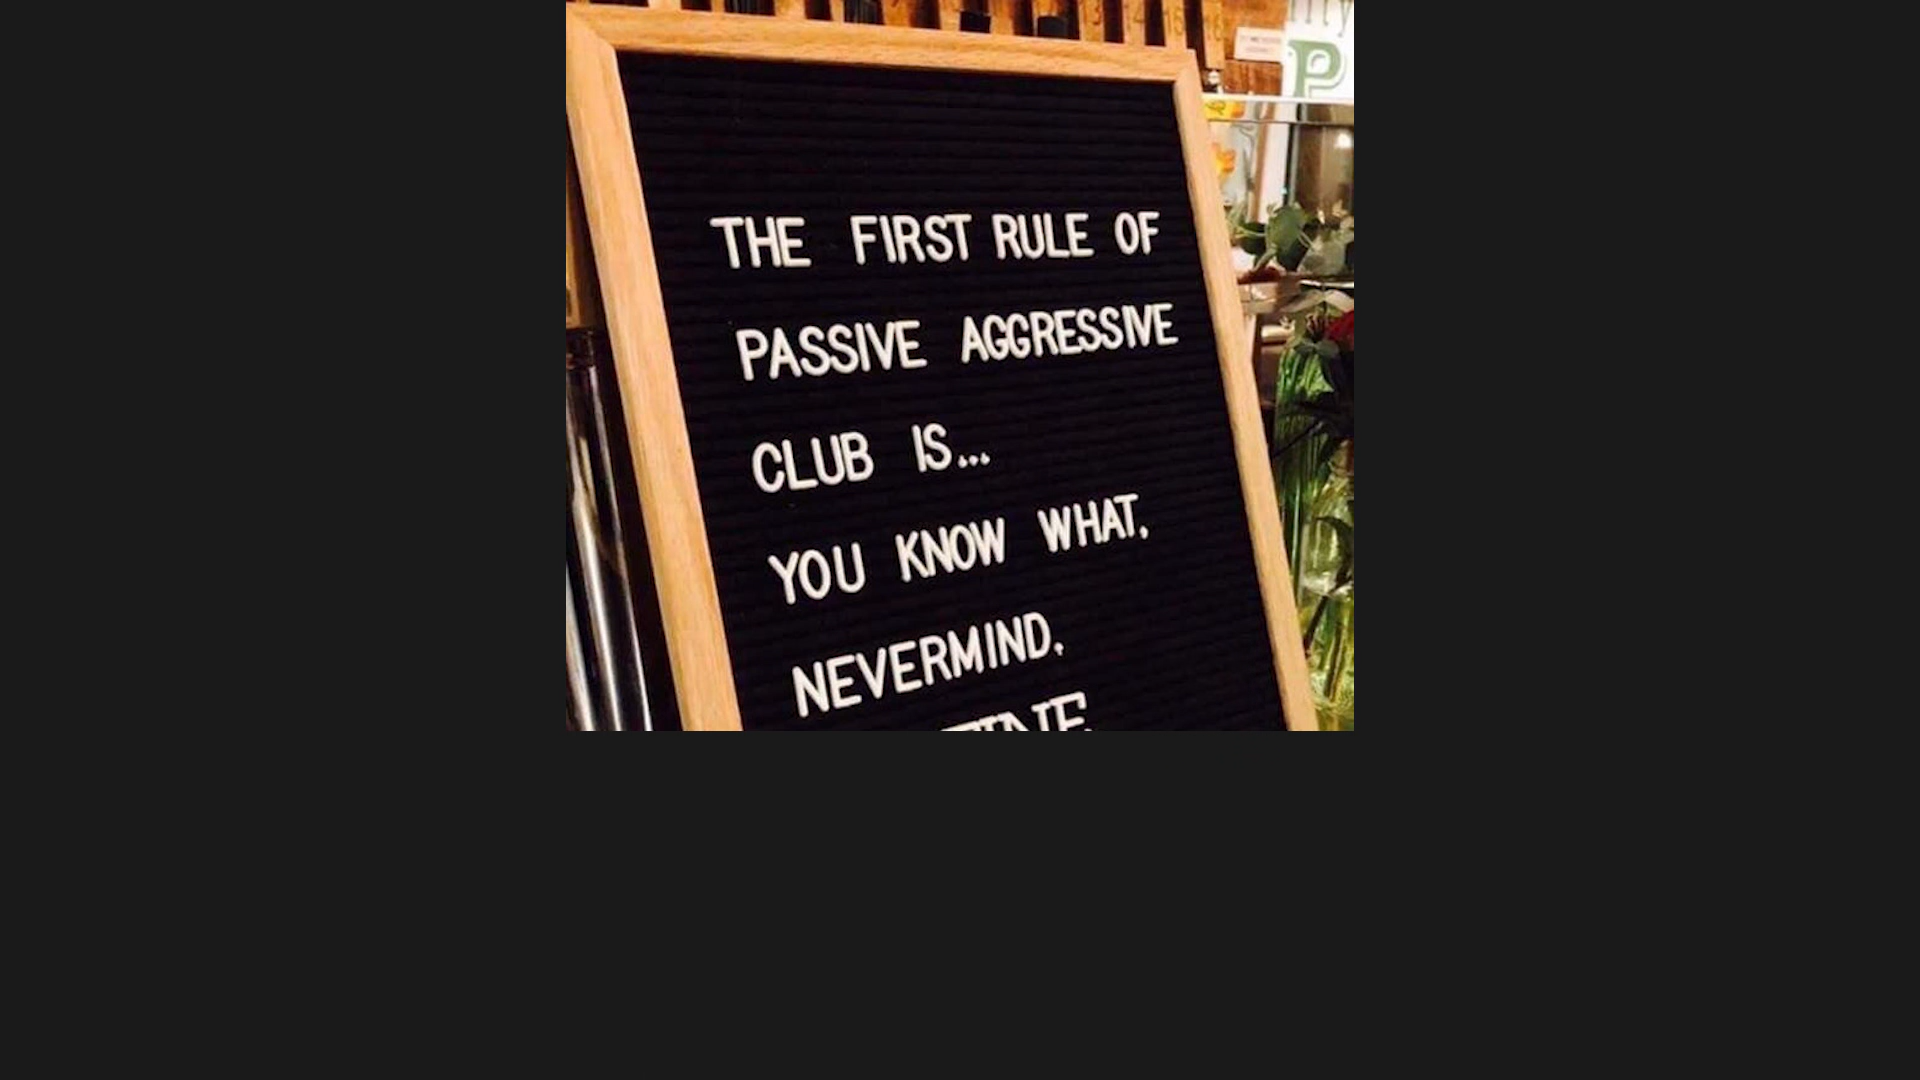 THE FIRST RULE OF
PASSIVE AGGRESSIVE
CLUB IS...
YOU KNOW WHAT,
NEVERMIND.
P